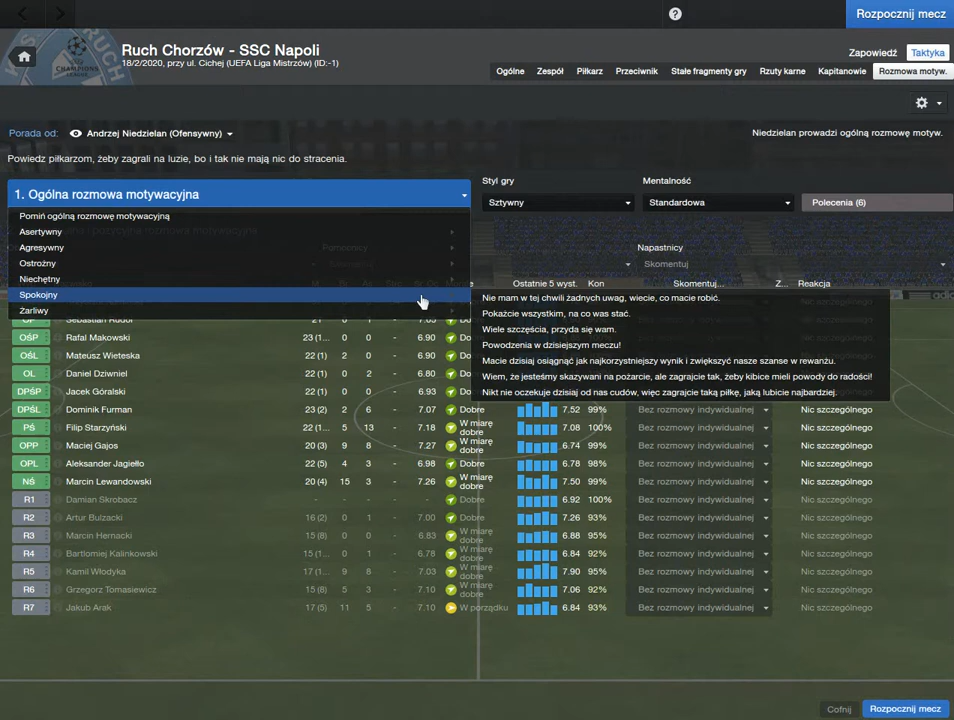 Rozpocznij mecz
Ruch Chorzów - SSC Napoli
18/2/2020, przy ul. Cichej (UEFA Liga Mistrzów) (ID:-1)
Zapowiedź Taktyka
Ogólne Zespół Piłkarz Przeciwnik Stałe fragmenty gry Rzuty karne Kapitanowie Rozmowa motyw.
Porada od: Andrzej Niedzielan (Ofensywny) Niedzielan prowadzi ogólną rozmowę motyw.
Powiedz piłkarzom, żeby zagrali na luzie, bo i tak nie mają nic do stracenia.
1. Ogólna rozmowa motywacyjna
Styl gry Mentalność
Sztywny Standardowa Polecenia (6)
Pomiń ogólną rozmowę motywacyjną
Asertywny
Agresywny
Napastnicy
Ostrożny
Skomentuj
Niechętny
Ostatnie 5 wyst. Kon Skomentuj... Z... Reakcja
Spokojny
Żarliwy
Nie mam w tej chwili żadnych uwag, wiecie, co macie robić.
Pokażcie wszystkim, na co was stać.
Wiele szczęścia, przyda się wam.
Powodzenia w dzisiejszym meczu!
Macie dzisiaj osiągnąć jak najkorzystniejszy wynik i zwiększyć nasze szanse w rewanżu.
Wiem, że jesteśmy skazywani na pożarcie, ale zagrajcie tak, żeby kibice mieli powody do radości!
Nikt nie oczekuje dzisiaj od nas cudów, więc zagrajcie taką piłkę, jaką lubicie najbardziej.
OŚP Rafał Makowski 23 (1... 0 0 - 6.90
OŚL Mateusz Wieteska 22 (1) 2 0 - 6.90
OL Daniel Dziwniel 22 (1) 0 0 - 6.80
DPŚP Jacek Góralski 22 (1) 5 0 - 6.93
DPŚL Dominik Furman 23 (2) 2 6 - 7.07 Dobre 7.52 99% Bez rozmowy indywidualnej Nic szczególnego
PŚ Filip Starzyński 22 (1... 5 13 - 7.18 W miarę dobre 7.08 100% Bez rozmowy indywidualnej Nic szczególnego
OPP Maciej Gajos 20 (3) 9 8 - 7.27 W miarę dobre 6.74 99% Bez rozmowy indywidualnej Nic szczególnego
OPL Aleksander Jagiełło 22 (5) 4 3 - 6.98 Dobre 6.78 98% Bez rozmowy indywidualnej Nic szczególnego
NŚ Marcin Lewandowski 20 (4) 15 3 - 7.26 W miarę dobre 7.50 99% Bez rozmowy indywidualnej Nic szczególnego
R1 Damian Skrobacz - - - - - Dobre 6.92 100% Bez rozmowy indywidualnej Nic szczególnego
R2 Artur Bulzacki 16 (2) 0 1 - 7.00 Dobre 7.26 93% Bez rozmowy indywidualnej Nic szczególnego
R3 Marcin Hernacki 15 (8) 0 0 - 6.83 W miarę dobre 6.88 95% Bez rozmowy indywidualnej Nic szczególnego
R4 Bartłomiej Kalinkowski 15 (1... 0 1 - 6.78 W miarę dobre 6.84 92% Bez rozmowy indywidualnej Nic szczególnego
R5 Kamil Włodyka 17 (1... 9 8 - 7.03 W miarę dobre 7.90 95% Bez rozmowy indywidualnej Nic szczególnego
R6 Grzegorz Tomasiewicz 15 (8) 5 3 - 7.10 W miarę dobre 7.06 92% Bez rozmowy indywidualnej Nic szczególnego
R7 Jakub Arak 17 (5) 11 5 - 7.10 W porządku 6.84 93% Bez rozmowy indywidualnej Nic szczególnego
Cofnij Rozpocznij mecz